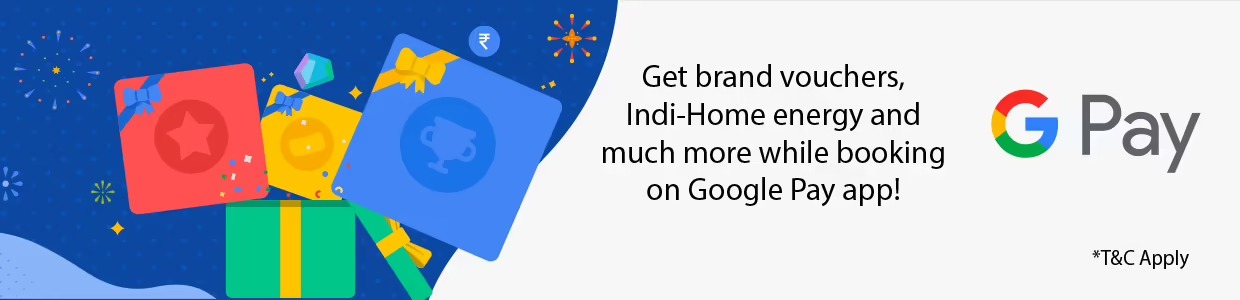 ₹
Get brand vouchers,
Indi-Home energy and
much more while booking
on Google Pay app!
G Pay
*T&C Apply